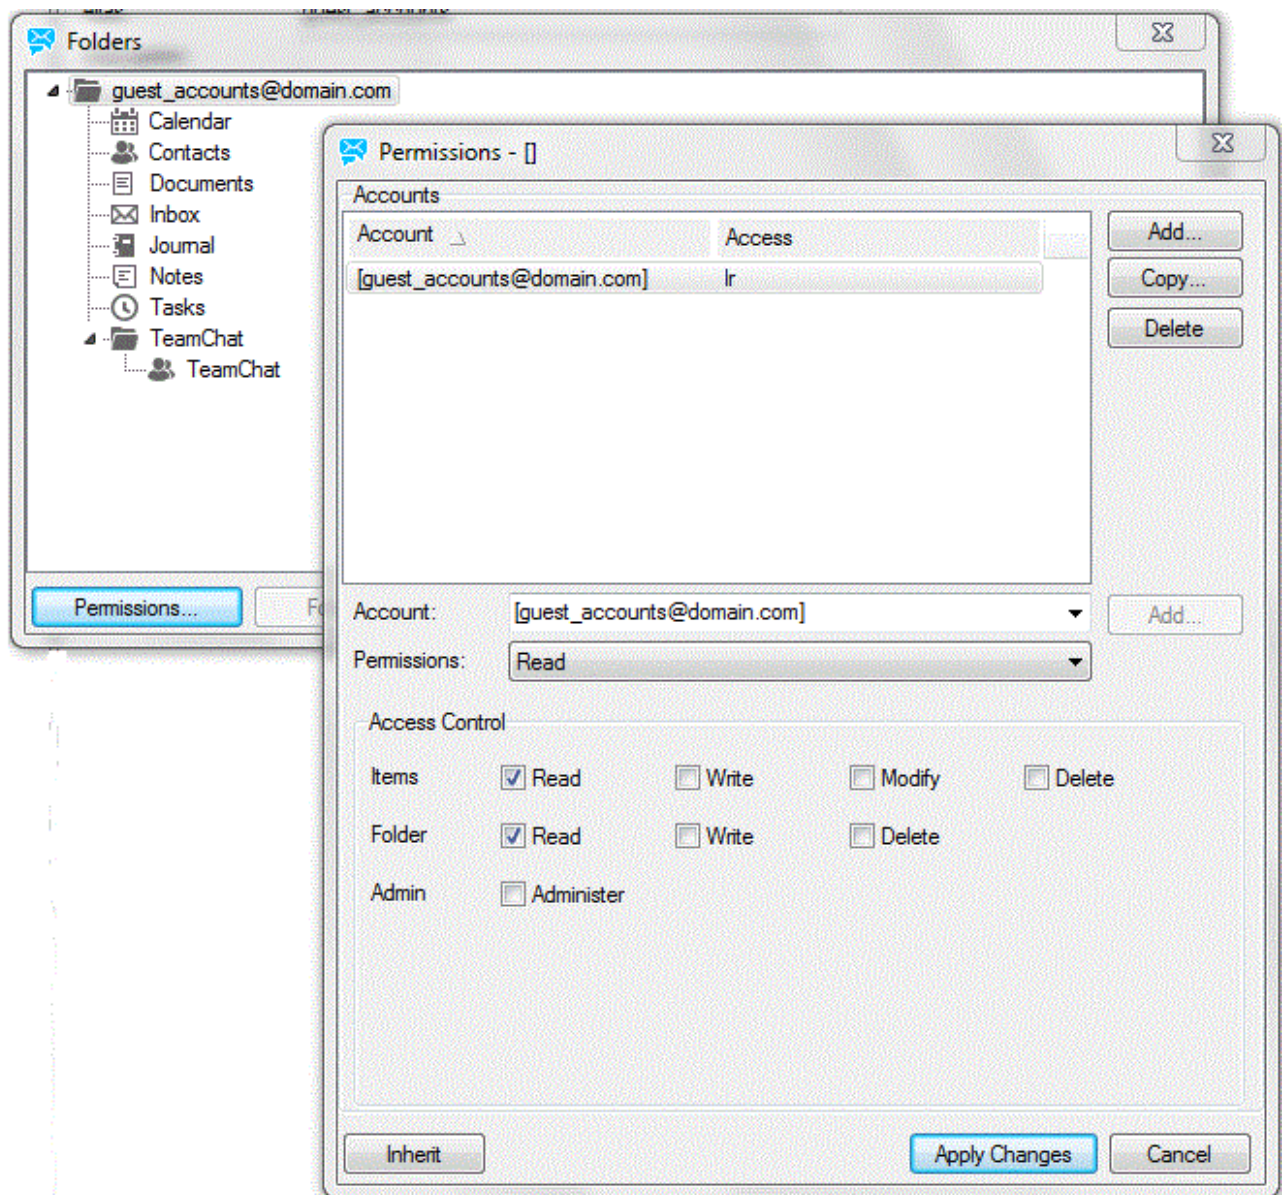 Folders
guest_accounts@domain.com
Calendar
Contacts
Documents
Inbox
Journal
Notes
Tasks
TeamChat
TeamChat
Permissions...
Permissions - []
Accounts
Account Access
[guest_accounts@domain.com] lr
Add...
Copy...
Delete
Account: [guest_accounts@domain.com] Add...
Permissions: Read
Access Control
Items Read Write Modify Delete
Folder Read Write Delete
Admin Administer
Inherit Apply Changes Cancel